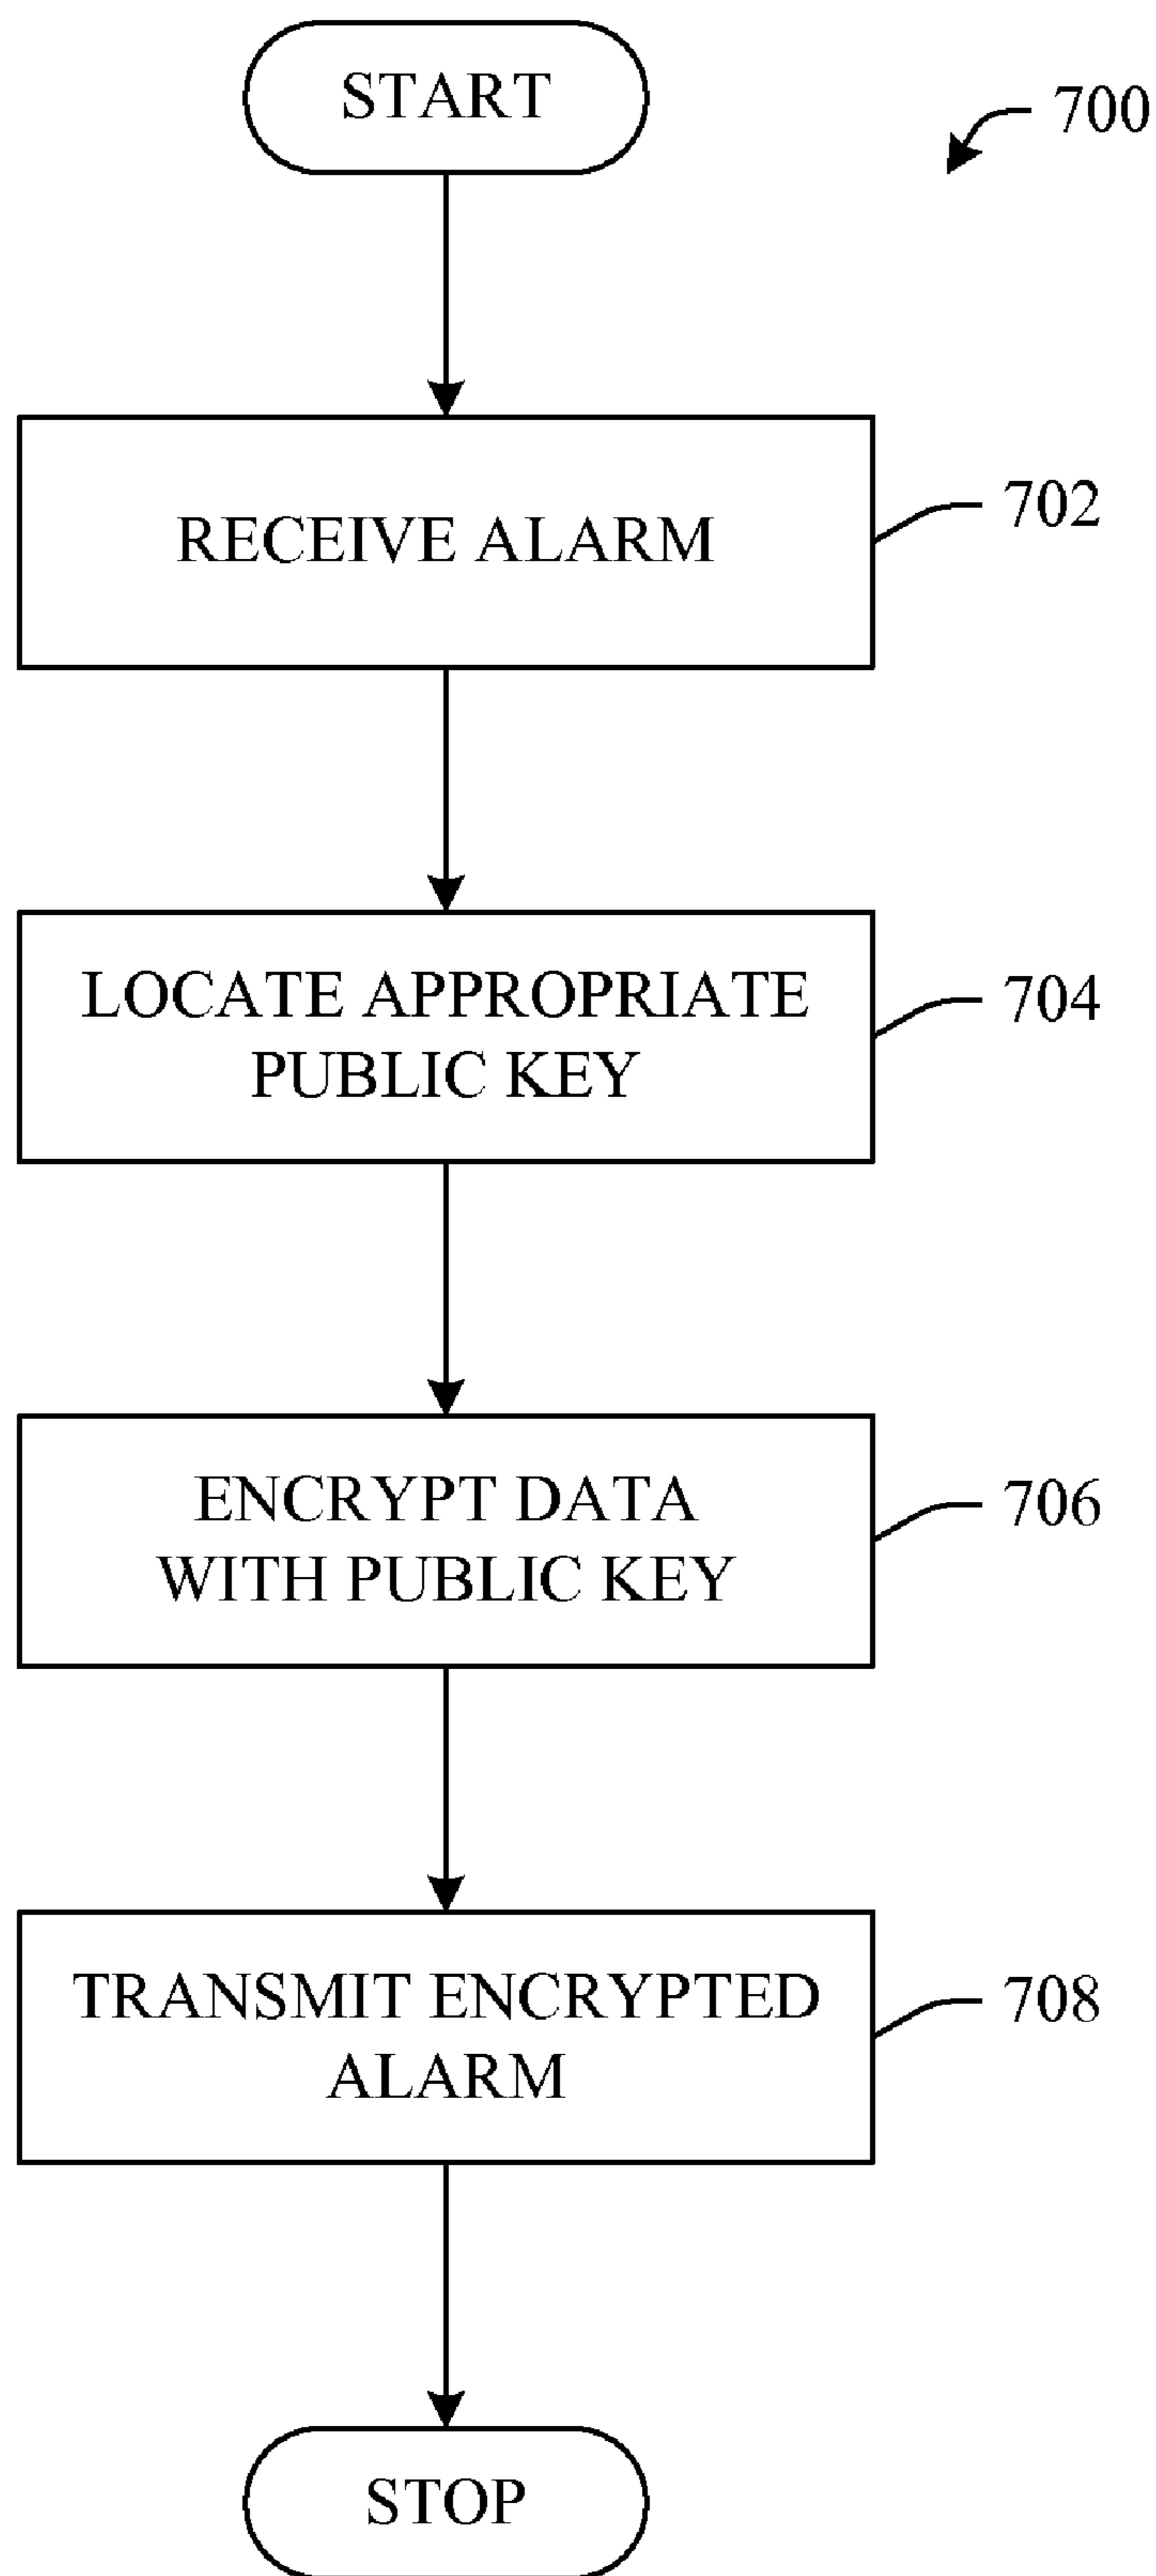 START
700
RECEIVE ALARM
702
LOCATE APPROPRIATE
PUBLIC KEY
704
ENCRYPT DATA
WITH PUBLIC KEY
706
TRANSMIT ENCRYPTED
ALARM
708
STOP